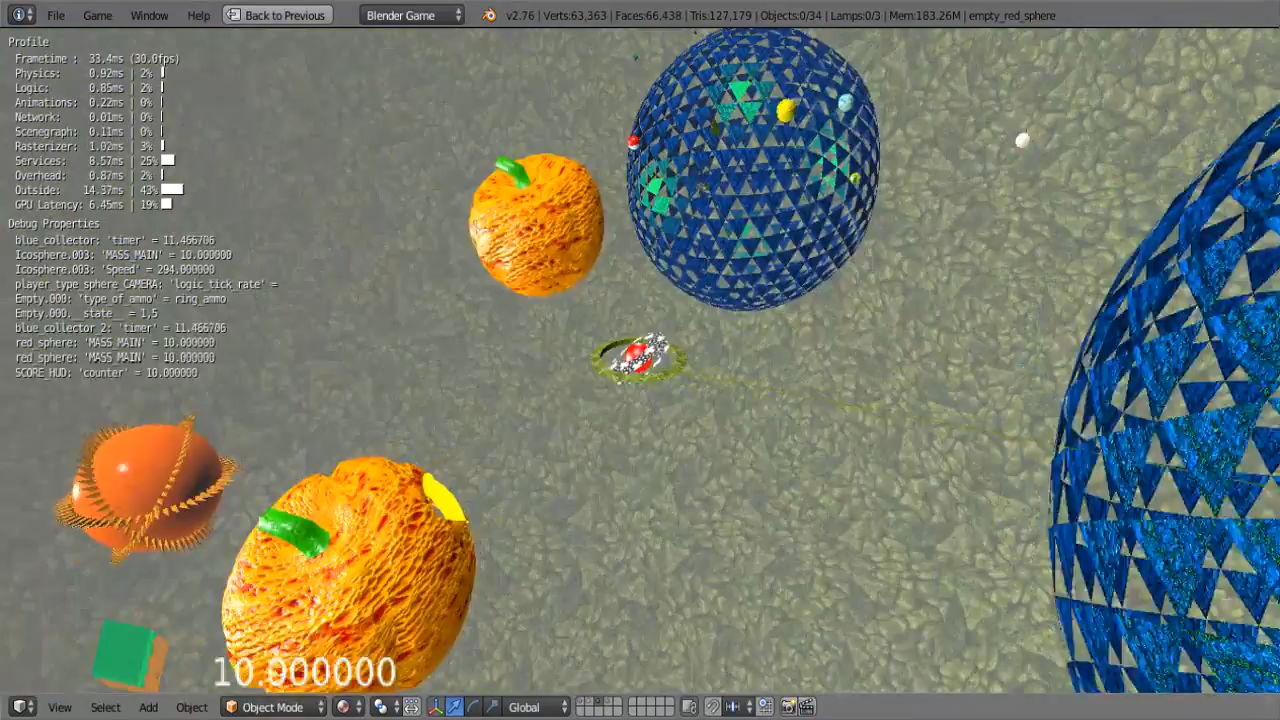 File Game Window Help Back to Previous Blender Game v2.76 | Verts:63,363 | Faces:66,438 | Tris:127,179 | Objects:0/34 | Lamps:0/3 | Mem:183.26M | empty_red_sphere
Profile
Frametime : 33.4ms (30.0fps)
Physics: 0.92ms | 2%
Logic: 0.85ms | 2%
Animations: 0.22ms | 0%
Network: 0.01ms | 0%
Scenegraph: 0.11ms | 0%
Rasterizer: 1.02ms | 3%
Services: 8.57ms | 25%
Overhead: 0.87ms | 2%
Outside: 14.37ms | 43%
GPU Latency: 6.45ms | 19%
Debug Properties
blue_collector: 'timer' = 11.466706
Icosphere.003: 'MASS_MAIN' = 10.000000
Icosphere.003: 'Speed' = 294.000000
player_type_sphere_CAMERA: 'logic_tick_rate' =
Empty.000: 'type_of_ammo' = ring_ammo
Empty.000.__state__ = 1,5
blue_collector_2: 'timer' = 11.466706
red_sphere: 'MASS_MAIN' = 10.000000
red_sphere: 'MASS_MAIN' = 10.000000
SCORE_HUD: 'counter' = 10.000000
10.000000
View Select Add Object Object Mode Global